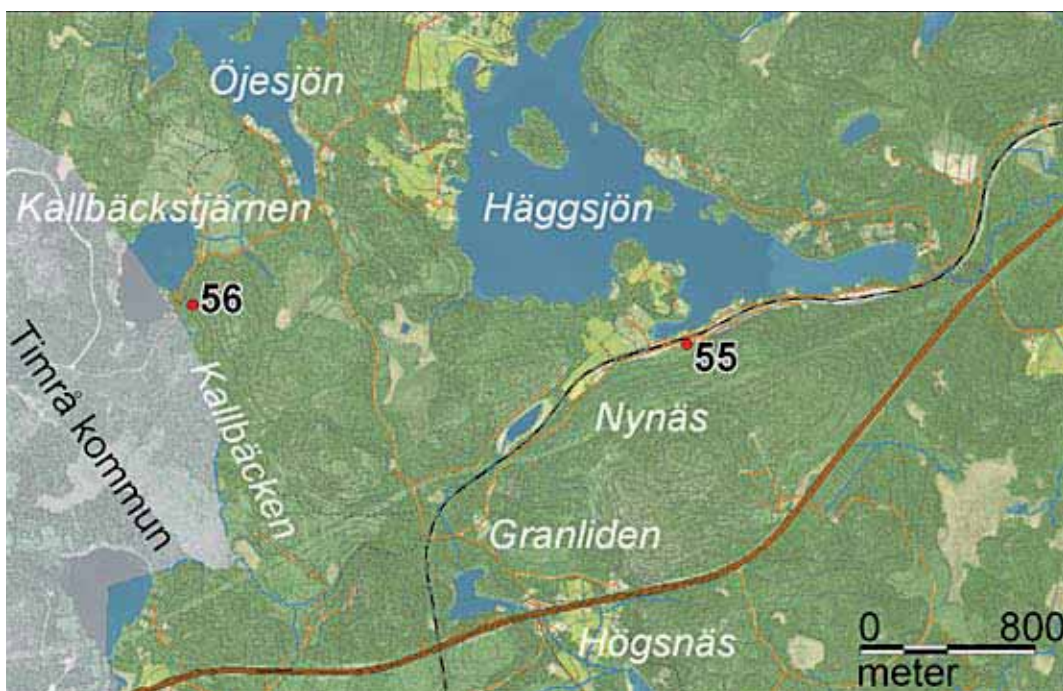 Öjesjön
Kallbäckstjärnen
Häggsjön
56
55
Timrå kommun
Kallbäcken
Nynäs
Granliden
Högsnäs
0 800
meter